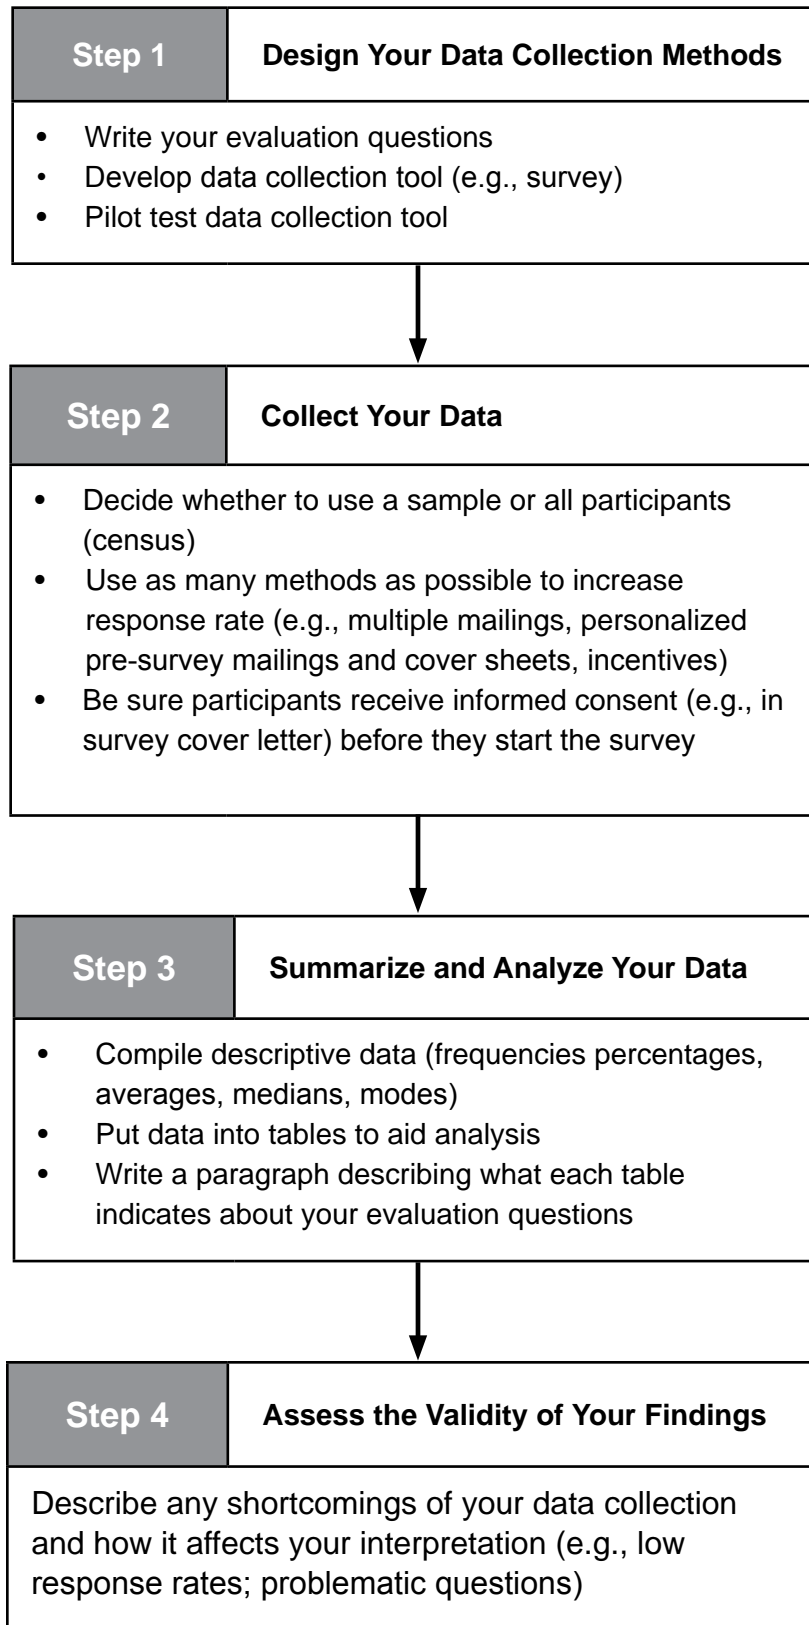 Step 1
Design Your Data Collection Methods
• Write your evaluation questions
• Develop data collection tool (e.g., survey)
• Pilot test data collection tool
Step 2
Collect Your Data
• Decide whether to use a sample or all participants
(census)
• Use as many methods as possible to increase
response rate (e.g., multiple mailings, personalized
pre-survey mailings and cover sheets, incentives)
• Be sure participants receive informed consent (e.g., in
survey cover letter) before they start the survey
Step 3
Summarize and Analyze Your Data
• Compile descriptive data (frequencies percentages,
averages, medians, modes)
• Put data into tables to aid analysis
• Write a paragraph describing what each table
indicates about your evaluation questions
Step 4
Assess the Validity of Your Findings
Describe any shortcomings of your data collection
and how it affects your interpretation (e.g., low
response rates; problematic questions)